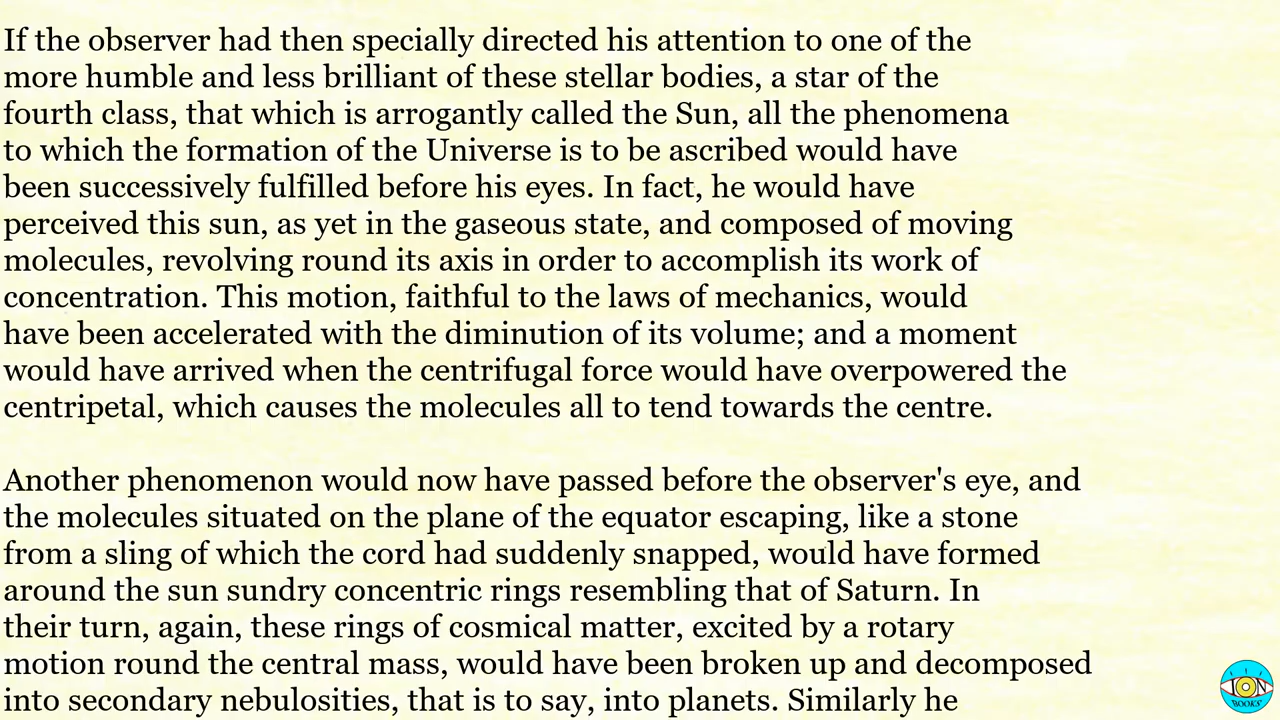 If the observer had then specially directed his attention to one of the
more humble and less brilliant of these stellar bodies, a star of the
fourth class, that which is arrogantly called the Sun, all the phenomena
to which the formation of the Universe is to be ascribed would have
been successively fulfilled before his eyes. In fact, he would have
perceived this sun, as yet in the gaseous state, and composed of moving
molecules, revolving round its axis in order to accomplish its work of
concentration. This motion, faithful to the laws of mechanics, would
have been accelerated with the diminution of its volume; and a moment
would have arrived when the centrifugal force would have overpowered the
centripetal, which causes the molecules all to tend towards the centre.
Another phenomenon would now have passed before the observer's eye, and
the molecules situated on the plane of the equator escaping, like a stone
from a sling of which the cord had suddenly snapped, would have formed
around the sun sundry concentric rings resembling that of Saturn. In
their turn, again, these rings of cosmical matter, excited by a rotary
motion round the central mass, would have been broken up and decomposed
into secondary nebulosities, that is to say, into planets. Similarly he
ION
BOOKS